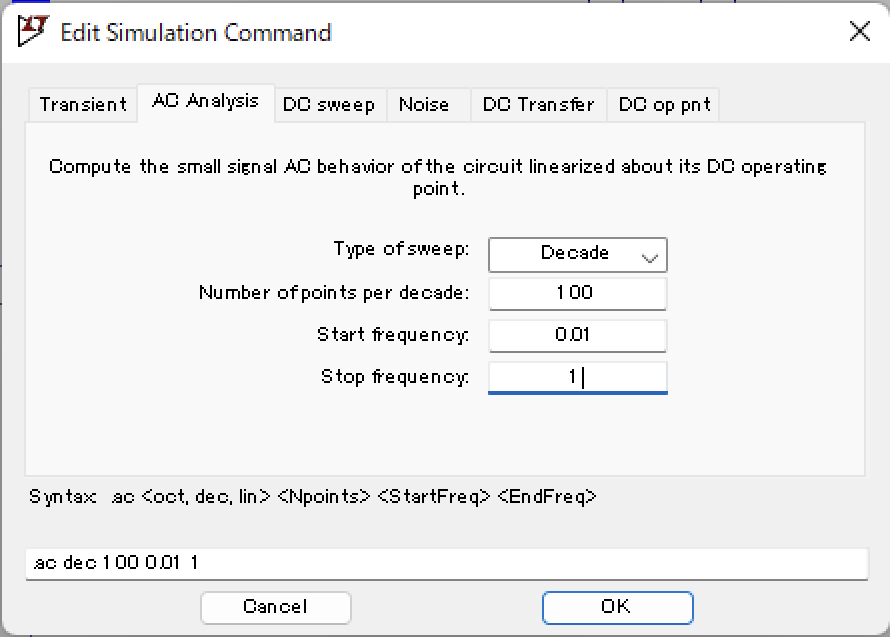 Edit Simulation Command
Transient AC Analysis DC sweep Noise DC Transfer DC op pnt
Compute the small signal AC behavior of the circuit linearized about its DC operating
point.
Type of sweep: Decade
Number of points per decade: 100
Start frequency: 0.01
Stop frequency: 1
Syntax: .ac <oct, dec, lin> <Npoints> <StartFreq> <EndFreq>
.ac dec 100 0.01 1
Cancel OK